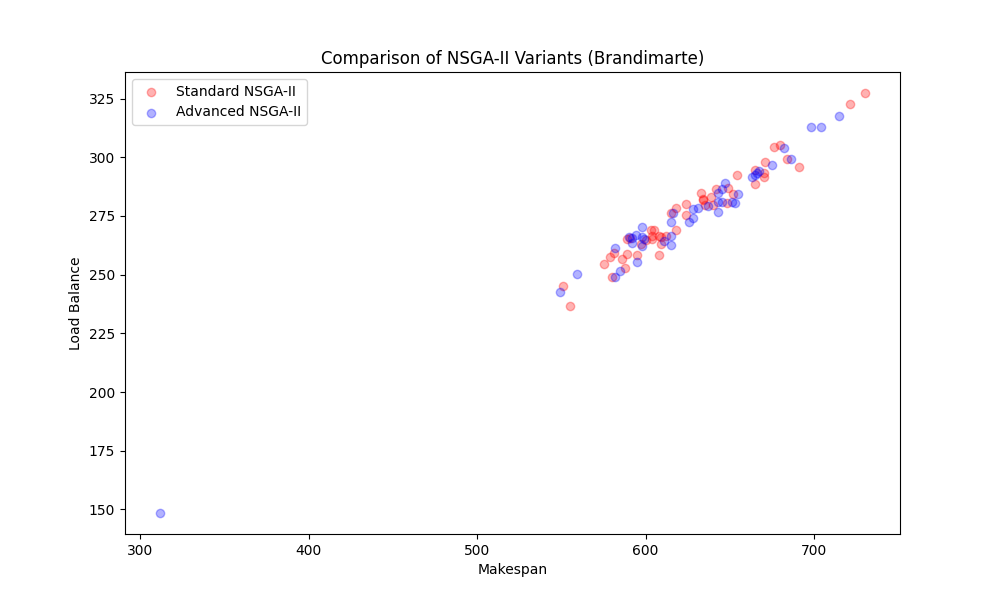 Comparison of NSGA-II Variants (Brandimarte)
Standard NSGA-II
Advanced NSGA-II
325
300
275
250
225
200
175
150
Load Balance
300
400
500
600
700
Makespan